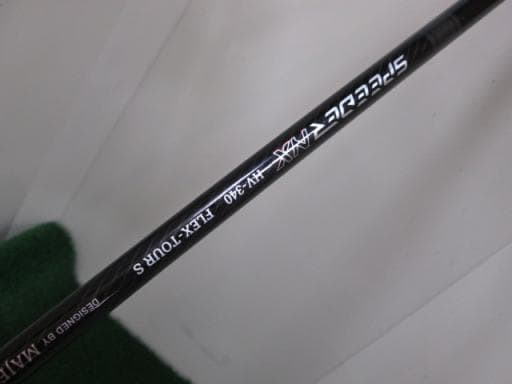 SPEEDER NX HV-340 FLEX-TOUR S
DESIGNED BY